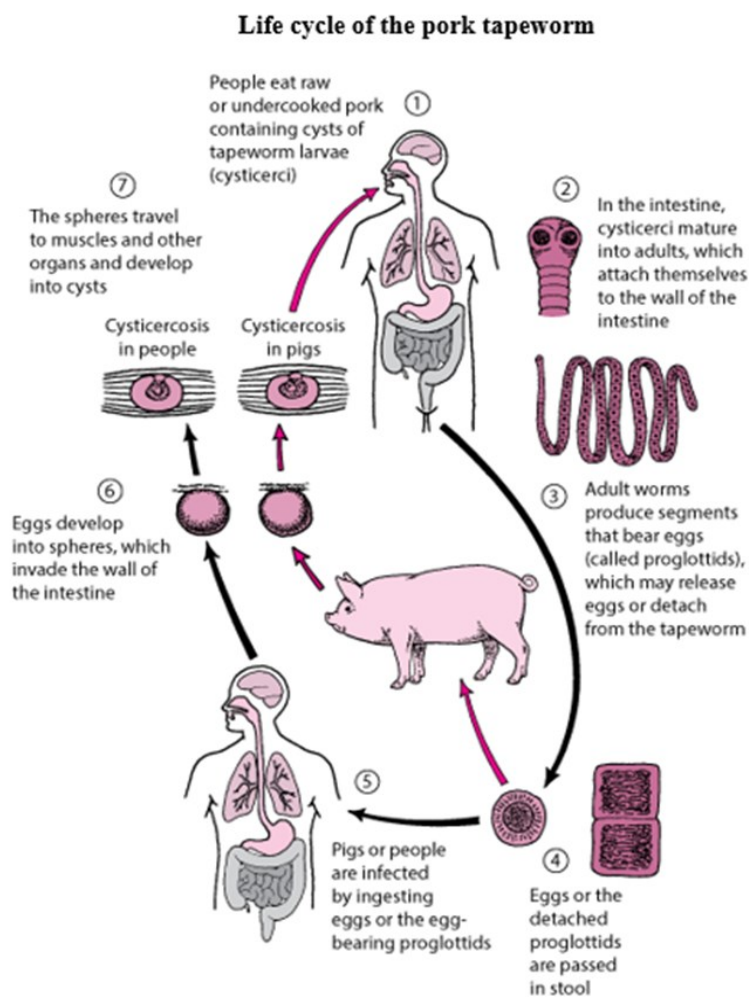 Life cycle of the pork tapeworm
1
People eat raw
or undercooked pork
containing cysts of
tapeworm larvae
(cysticerci)
2
In the intestine,
cysticerci mature
into adults, which
attach themselves
to the wall of the
intestine
3
Adult worms
produce segments
that bear eggs
(called proglottids),
which may release
eggs or detach
from the tapeworm
4
Eggs or the
detached
proglottids
are passed
in stool
5
Pigs or people
are infected
by ingesting
eggs or the egg-
bearing proglottids
6
Eggs develop
into spheres, which
invade the wall of
the intestine
7
The spheres travel
to muscles and other
organs and develop
into cysts
Cysticercosis
in people
Cysticercosis
in pigs